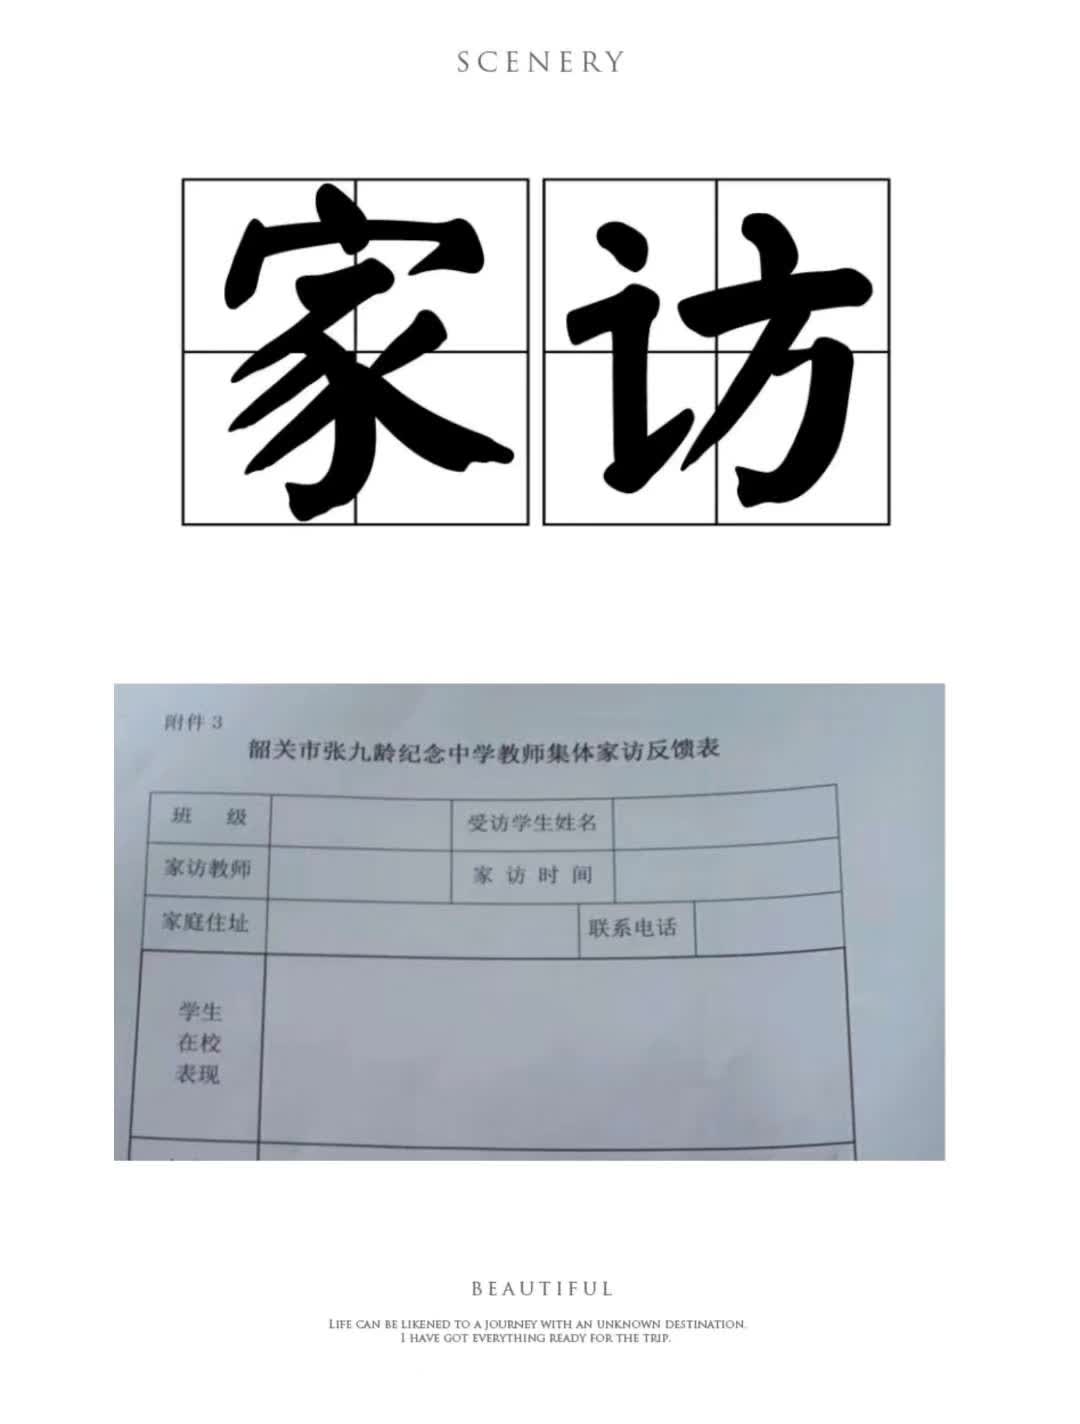 SCENERY
家访
附件 3
韶关市张九龄纪念中学教师集体家访反馈表
班 级 受访学生姓名
家访教师 家 访 时 间
家庭住址 联系电话
学生
在校
表现
BEAUTIFUL
LIFE CAN BE LIKENED TO A JOURNEY WITH AN UNKNOWN DESTINATION.
I HAVE GOT EVERYTHING READY FOR THE TRIP.